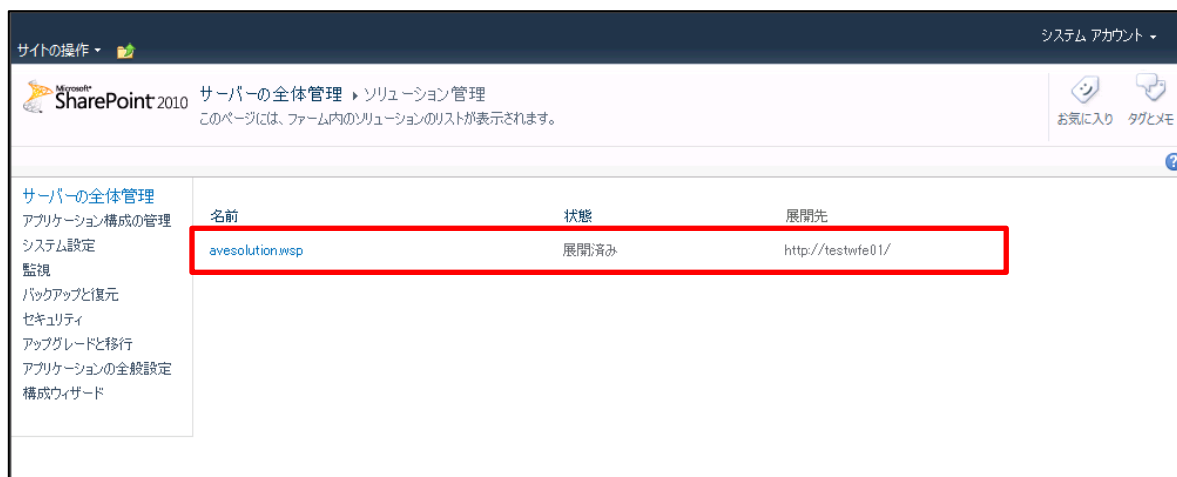 システム アカウント
サイトの操作
Microsoft
SharePoint 2010
サーバーの全体管理 ▸ ソリューション管理
このページには、ファーム内のソリューションのリストが表示されます。
お気に入り タグとメモ
サーバーの全体管理
アプリケーション構成の管理
システム設定
監視
バックアップと復元
セキュリティ
アップグレードと移行
アプリケーションの全般設定
構成ウィザード
名前 状態 展開先
avesolution.wsp 展開済み http://testwfe01/